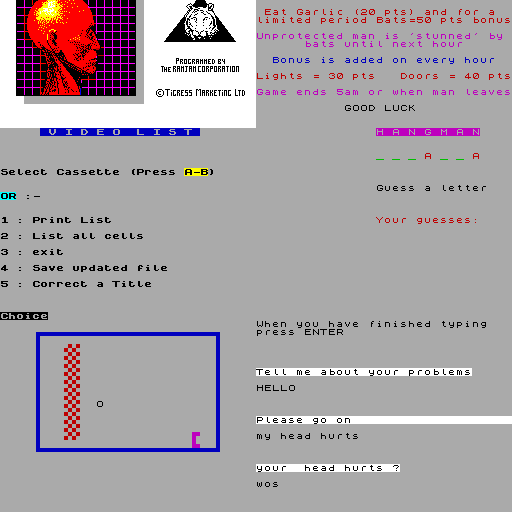 PROGRAMMED BY
THE RAMJAM CORPORATION
© TIGRESS MARKETING LTD
Eat Garlic (20 pts) and for a
limited period Bats=50 pts bonus
Unprotected man is 'stunned' by
bats until next hour
Bonus is added on every hour
Lights = 30 pts Doors = 40 pts
Game ends 5am or when man leaves
GOOD LUCK
VIDEO LIST
Select Cassette (Press A-B)
OR :-
1 : Print List
2 : List all cells
3 : exit
4 : Save updated file
5 : Correct a Title
Choice
HANGMAN
_ _ _ A _ _ A
Guess a letter
Your guesses:
When you have finished typing
press ENTER
Tell me about your problems
HELLO
Please go on
my head hurts
your head hurts ?
wos